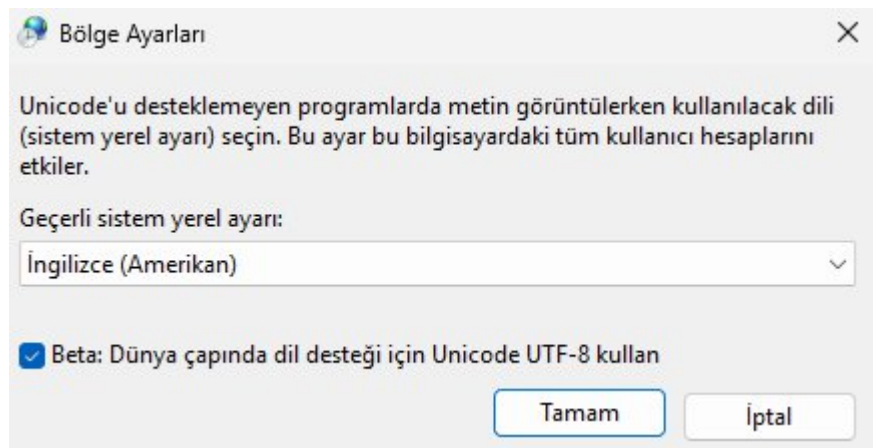 Bölge Ayarları
Unicode'u desteklemeyen programlarda metin görüntülerken kullanılacak dili
(sistem yerel ayarı) seçin. Bu ayar bu bilgisayardaki tüm kullanıcı hesaplarını
etkiler.
Geçerli sistem yerel ayarı:
İngilizce (Amerikan)
Beta: Dünya çapında dil desteği için Unicode UTF-8 kullan
Tamam
İptal